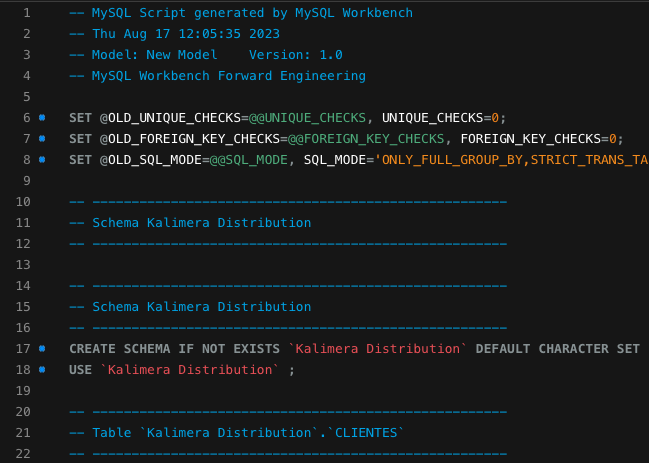 1 -- MySQL Script generated by MySQL Workbench
2 -- Thu Aug 17 12:05:35 2023
3 -- Model: New Model    Version: 1.0
4 -- MySQL Workbench Forward Engineering
5
6 SET @OLD_UNIQUE_CHECKS=@@UNIQUE_CHECKS, UNIQUE_CHECKS=0;
7 SET @OLD_FOREIGN_KEY_CHECKS=@@FOREIGN_KEY_CHECKS, FOREIGN_KEY_CHECKS=0;
8 SET @OLD_SQL_MODE=@@SQL_MODE, SQL_MODE='ONLY_FULL_GROUP_BY,STRICT_TRANS_TA
9
10 -- -----------------------------------------------------
11 -- Schema Kalimera Distribution
12 -- -----------------------------------------------------
13
14 -- -----------------------------------------------------
15 -- Schema Kalimera Distribution
16 -- -----------------------------------------------------
17 CREATE SCHEMA IF NOT EXISTS `Kalimera Distribution` DEFAULT CHARACTER SET
18 USE `Kalimera Distribution` ;
19
20 -- -----------------------------------------------------
21 -- Table `Kalimera Distribution`.`CLIENTES`
22 -- -----------------------------------------------------